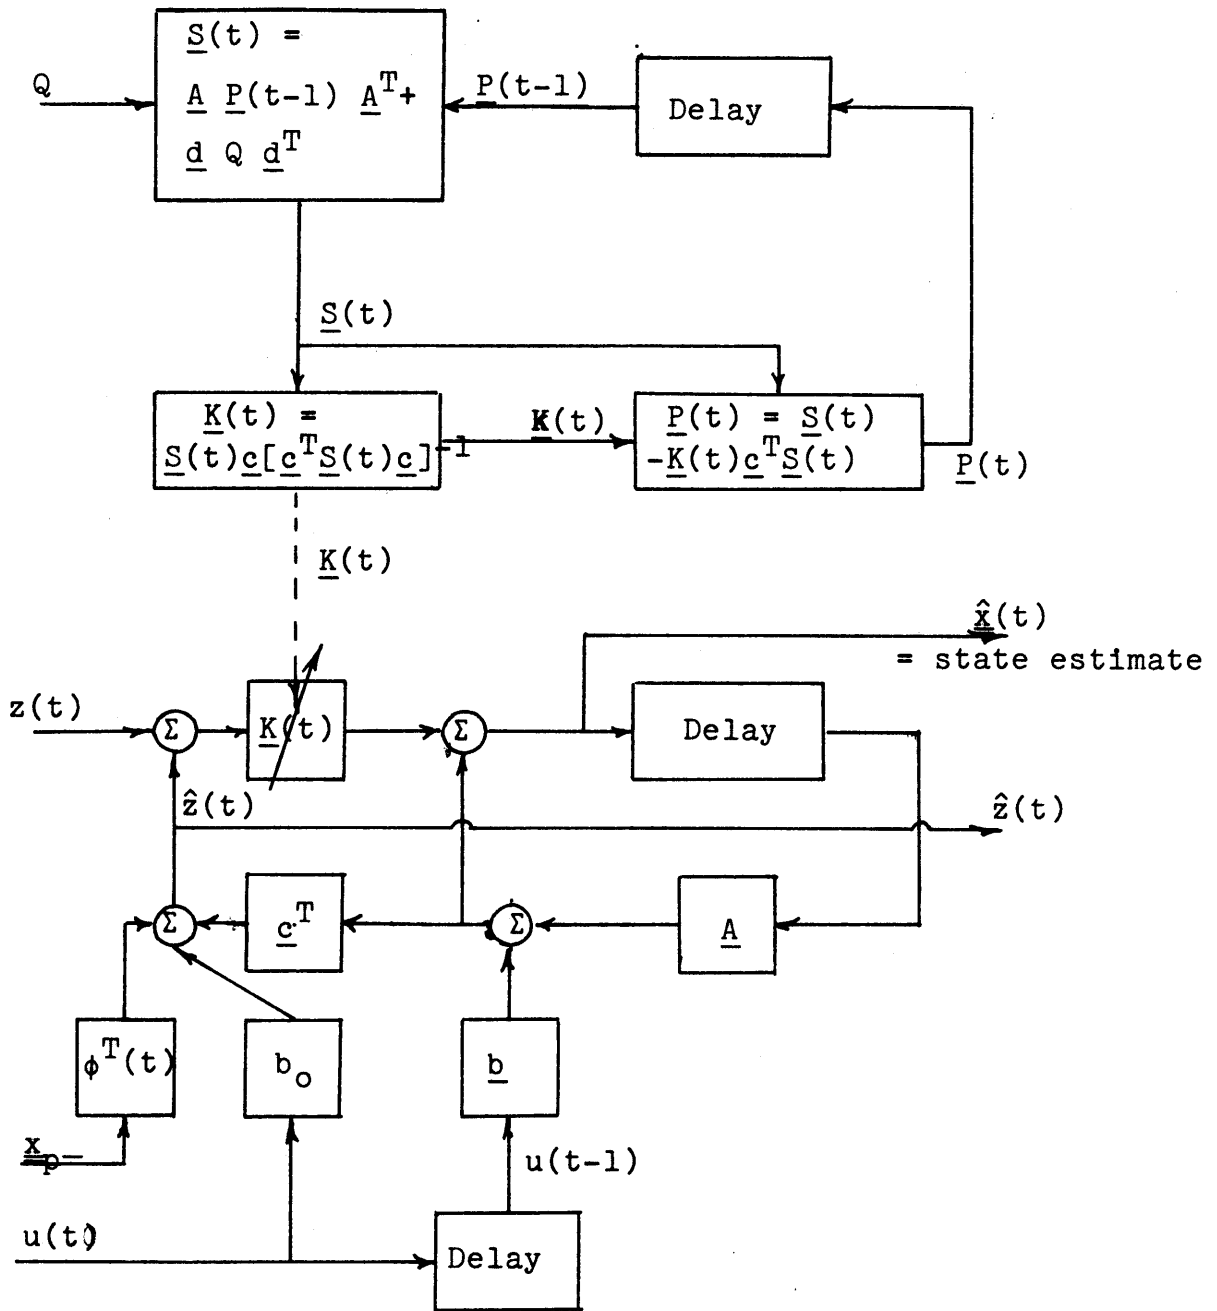 S(t) =
Q
A P(t-1) A^T+
d Q d^T
P(t-1)
Delay
S(t)
K(t) =
S(t)c[c^T S(t)c]^-1
K(t)
P(t) = S(t)
-K(t)c^T S(t)
P(t)
K(t)
x̂(t)
= state estimate
z(t)
Σ
K(t)
Σ
Delay
ẑ(t)
ẑ(t)
Σ
c^T
Σ
A
ϕ^T(t)
b_o
b
x_p
u(t-1)
u(t)
Delay